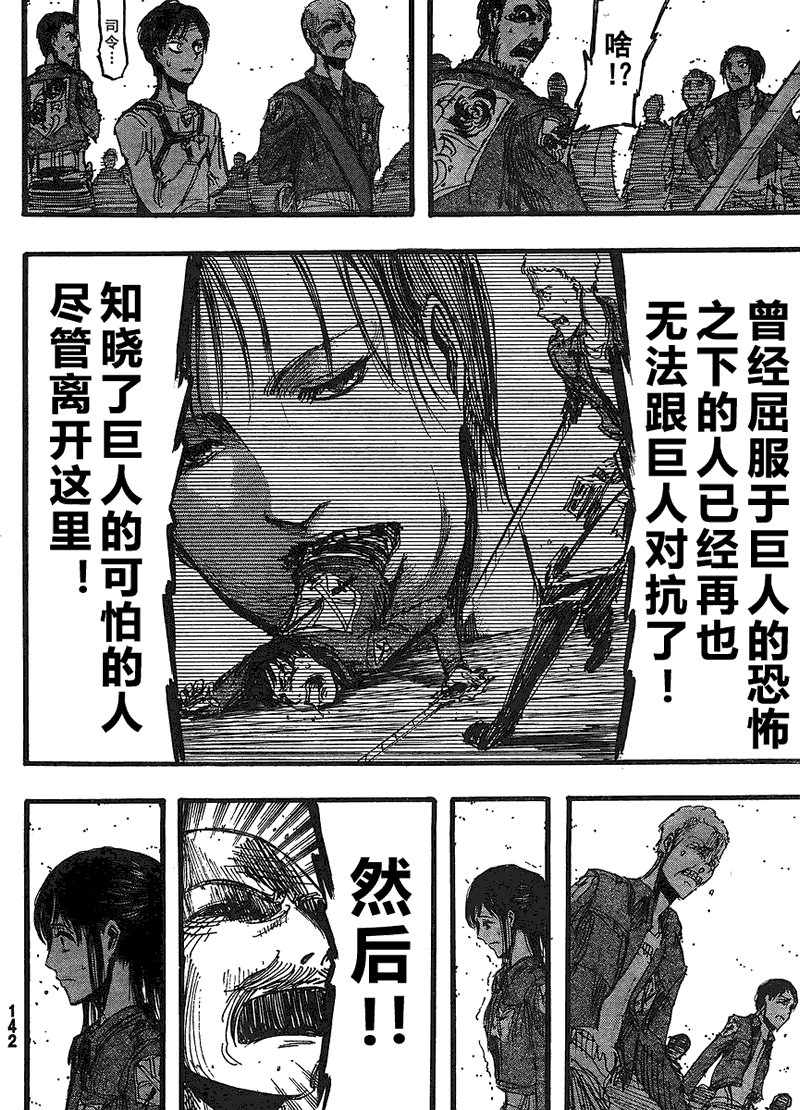 啥!?
司令…
曾经屈服于巨人的恐怖
之下的人已经再也
无法跟巨人对抗了！
知晓了巨人的可怕的人
尽管离开这里！
然后!!
142